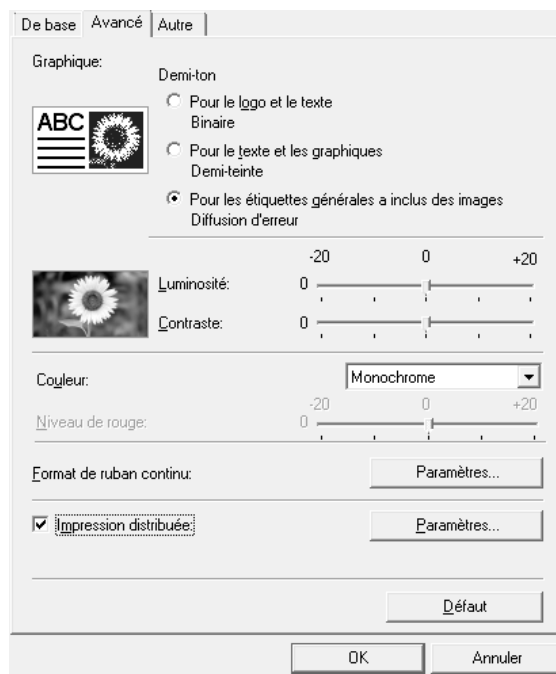 De base Avancé Autre
Graphique:
Demi-ton
ABC
Pour le logo et le texte
Binaire
Pour le texte et les graphiques
Demi-teinte
Pour les étiquettes générales a inclus des images
Diffusion d'erreur
-20 0 +20
Luminosité: 0
Contraste: 0
Couleur: Monochrome
-20 0 +20
Niveau de rouge: 0
Format de ruban continu: Paramètres...
Impression distribuée: Paramètres...
Défaut
OK Annuler